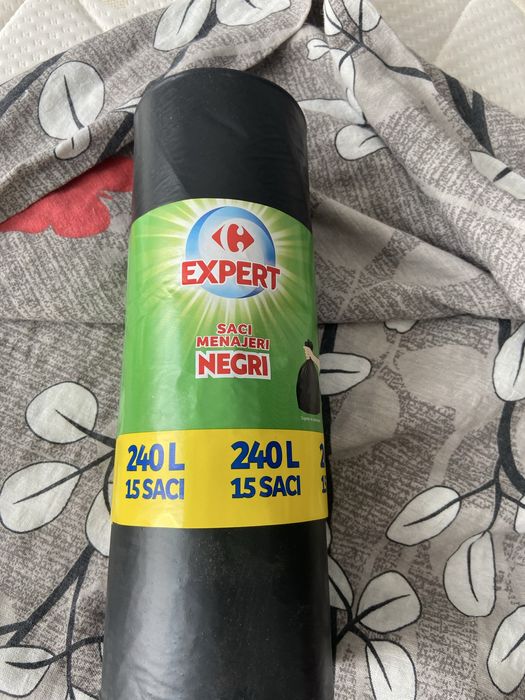 EXPERT
SACI
MENAJERI
NEGRI
240 L 240 L
15 SACI 15 SACI